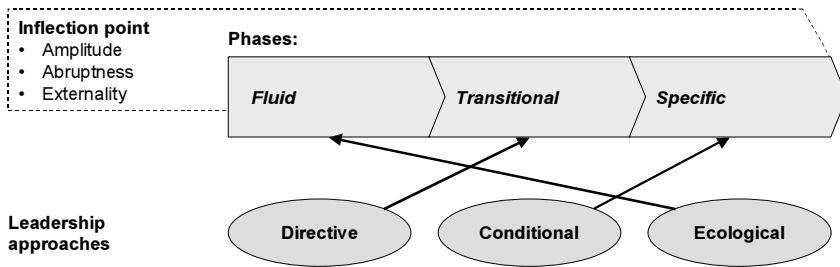 Inflection point
• Amplitude
• Abruptness
• Externality
Phases:
Fluid
Transitional
Specific
Leadership
approaches
Directive
Conditional
Ecological